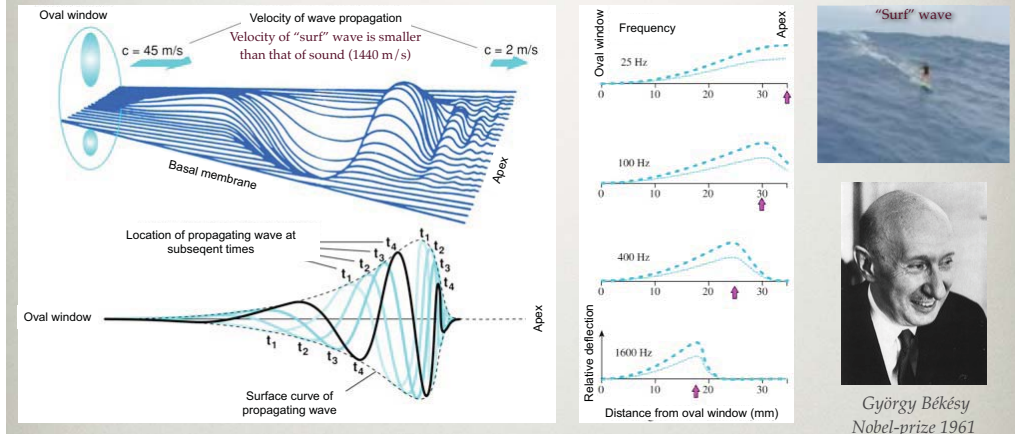 Oval window
Velocity of wave propagation
Velocity of “surf” wave is smaller
than that of sound (1440 m/s)
c = 45 m/s
c = 2 m/s
Basal membrane
Apex
Location of propagating wave at
subseqent times
t1
t2
t3
t4
t1
t2
t3
t4
Oval window
t1
t2
t3
t4
Apex
Surface curve of
propagating wave
Oval window
Frequency
Apex
25 Hz
0
10
20
30
100 Hz
0
10
20
30
400 Hz
0
10
20
30
Relative deflection
1600 Hz
0
10
20
30
Distance from oval window (mm)
“Surf” wave
György Békésy
Nobel-prize 1961